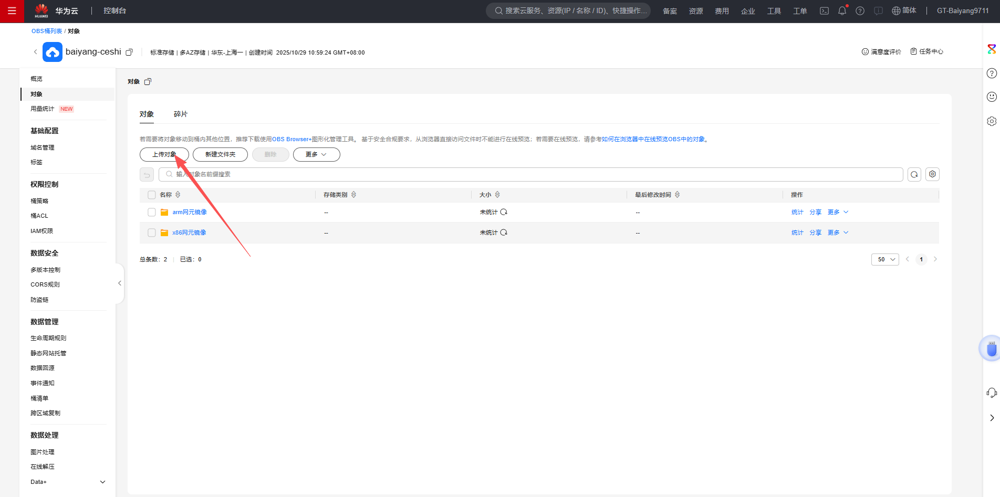 HUAWEI
华为云
控制台
搜索云服务、资源(IP / 名称 / ID)、快捷操作...
备案
资源
费用
企业
工具
工单
简体
GT-Baiyang9711
OBS桶列表 / 对象
baiyang-ceshi
标准存储 | 多AZ存储 | 华东-上海一 | 创建时间 2025/10/29 10:59:24 GMT+08:00
满意度评价
任务中心
概览
对象
用量统计 NEW
基础配置
域名管理
标签
权限控制
桶策略
桶ACL
IAM权限
数据安全
多版本控制
CORS规则
防盗链
数据管理
生命周期规则
静态网站托管
数据回源
事件通知
桶清单
跨区域复制
数据处理
图片处理
在线解压
Data+
对象
对象
碎片
若需要将对象移动到桶内其他位置，推荐下载使用OBS Browser+图形化管理工具。 基于安全合规要求，从浏览器直接访问文件时不能进行在线预览；若需要在线预览，请参考如何在浏览器中在线预览OBS中的对象。
上传对象
新建文件夹
删除
更多
输入对象名前缀搜索
名称
存储类别
大小
最后修改时间
操作
arm网元镜像 -- 未统计 -- 统计 分享 更多
x86网元镜像 -- 未统计 -- 统计 分享 更多
总条数：2 已选：0
50
1